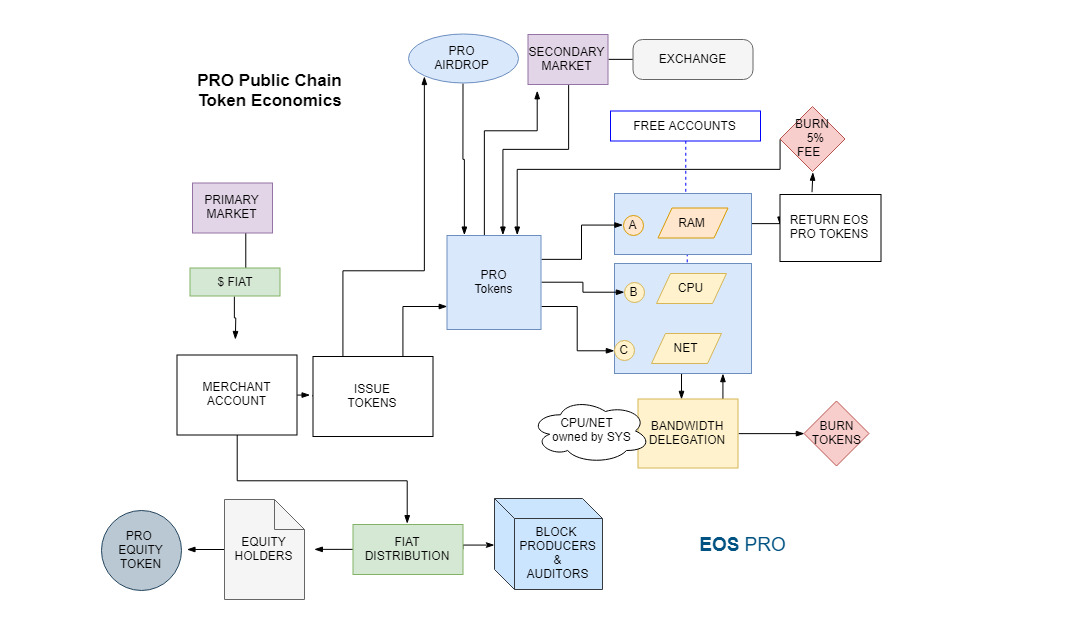 PRO
AIRDROP
SECONDARY
MARKET
EXCHANGE
PRO Public Chain
Token Economics
FREE ACCOUNTS
BURN
5%
FEE
PRIMARY
MARKET
RAM
A
RETURN EOS
PRO TOKENS
$ FIAT
PRO
Tokens
CPU
B
NET
C
MERCHANT
ACCOUNT
ISSUE
TOKENS
CPU/NET
owned by SYS
BANDWIDTH
DELEGATION
BURN
TOKENS
PRO
EQUITY
TOKEN
EQUITY
HOLDERS
FIAT
DISTRIBUTION
BLOCK
PRODUCERS
&
AUDITORS
EOS PRO